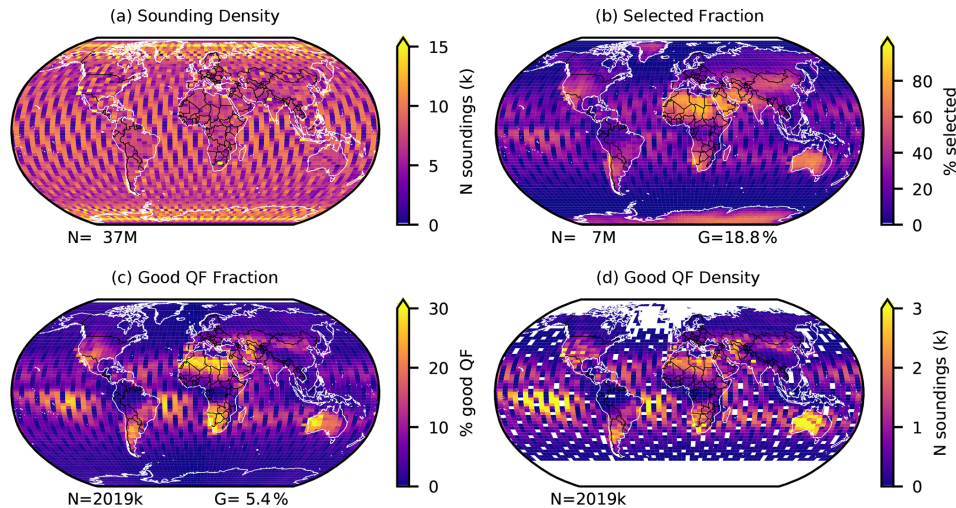 (a) Sounding Density
15
10
5
0
N soundings (k)
N= 37M
(b) Selected Fraction
80
60
40
20
0
% selected
N= 7M G=18.8%
(c) Good QF Fraction
30
20
10
0
% good QF
N=2019k G= 5.4%
(d) Good QF Density
3
2
1
0
N soundings (k)
N=2019k